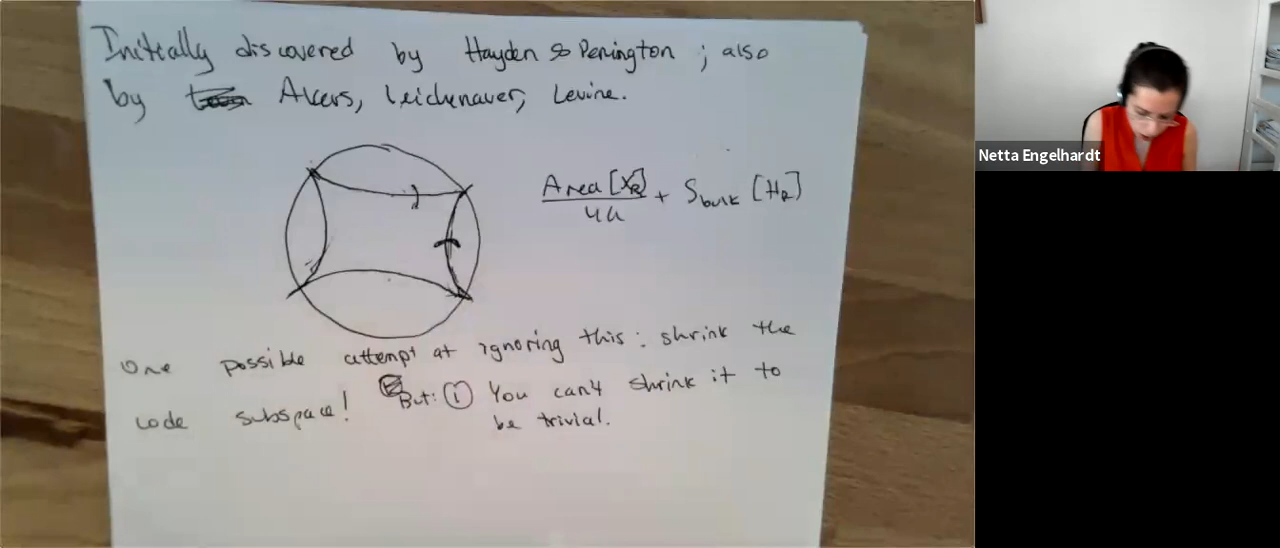 Initially discovered by Hayden & Penington ; also
by Akers, Leichenauer, Levine.
Area [X_R] / 4G + S_bulk [H_R]
One possible attempt at ignoring this : shrink the
code subspace! But: ① You can't shrink it to
be trivial.
Netta Engelhardt